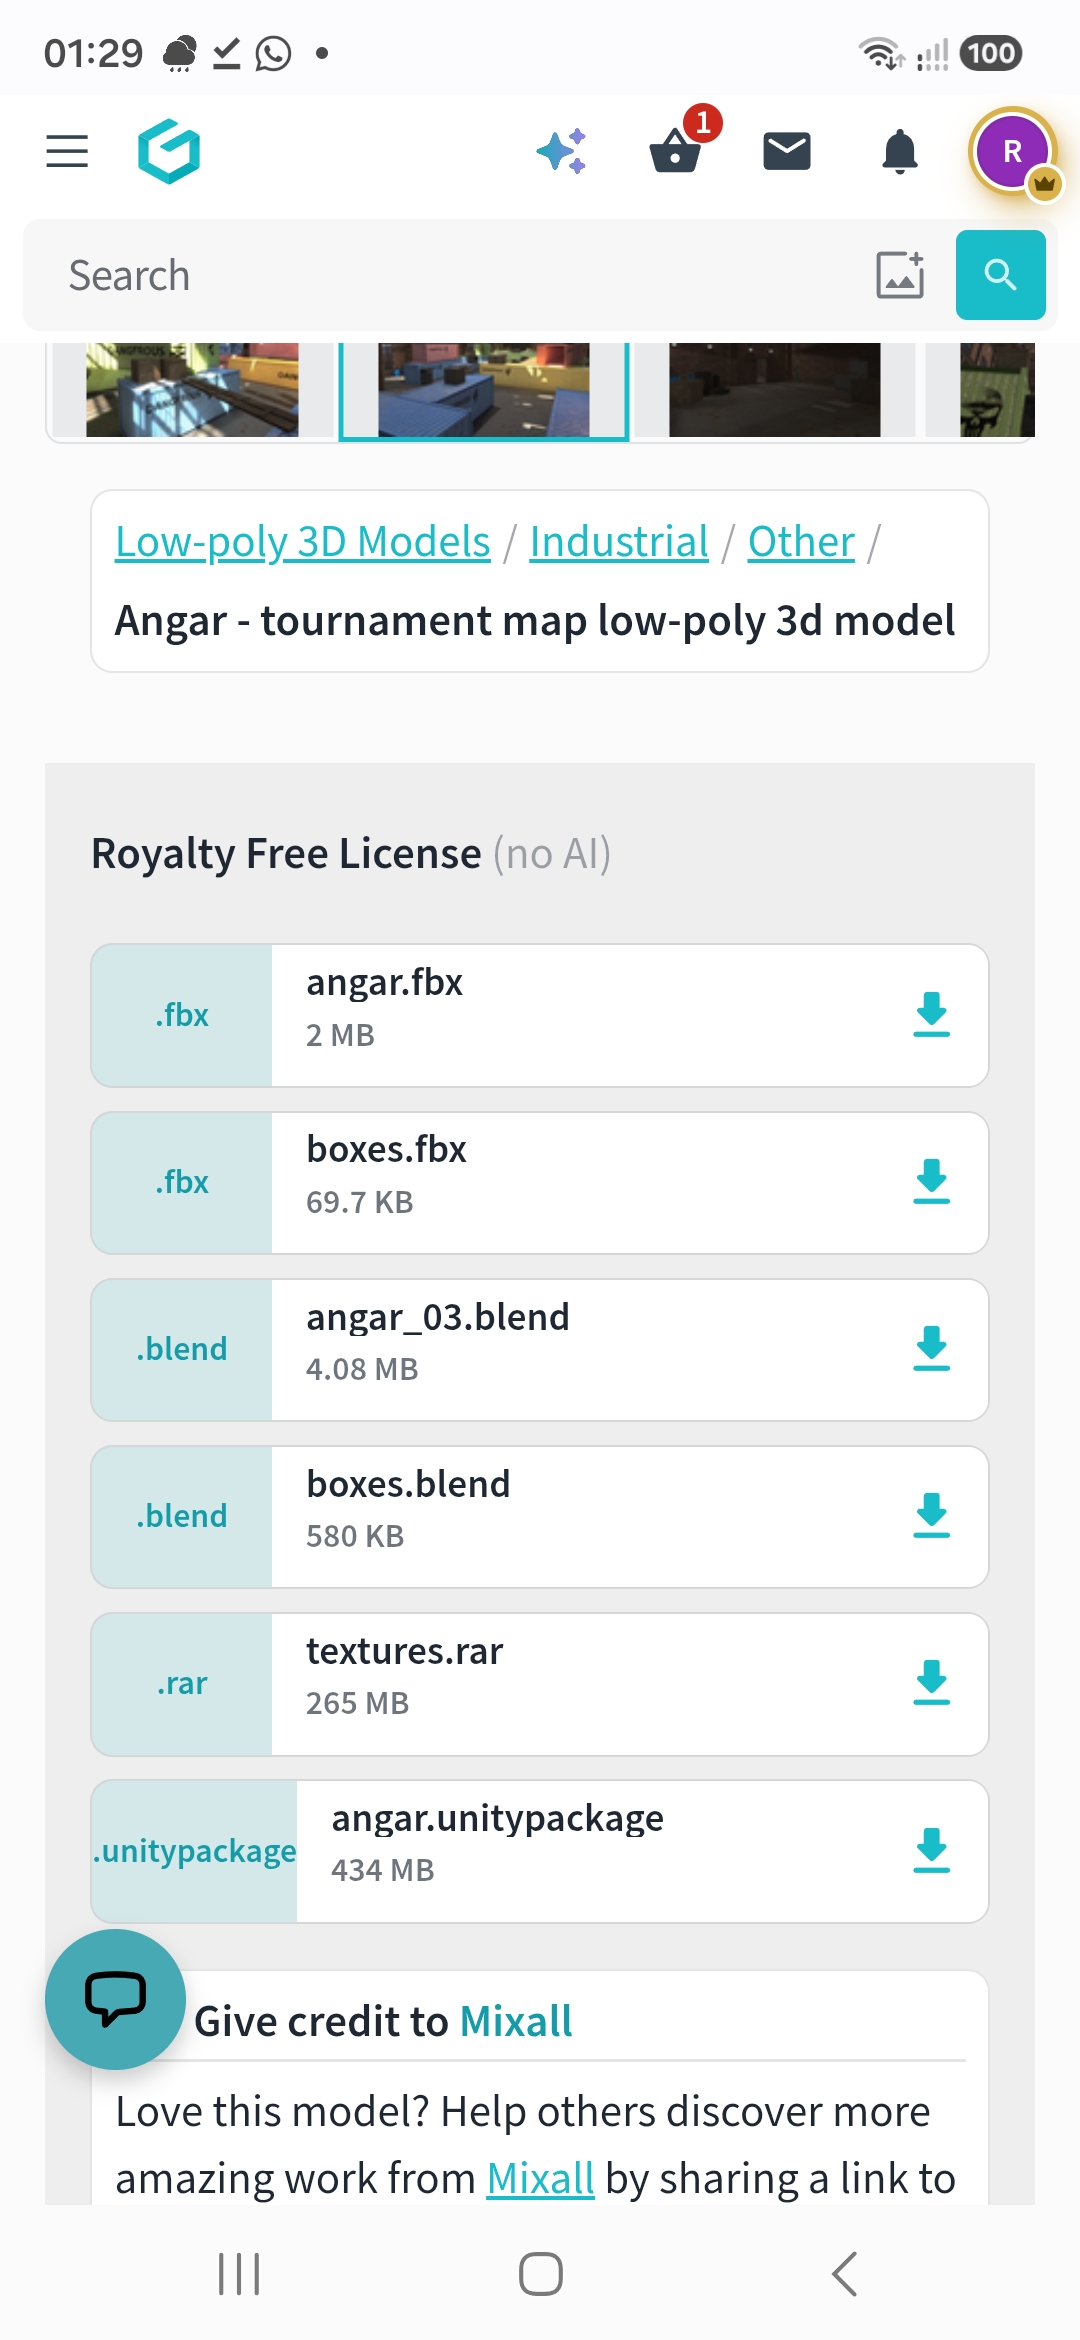 01:29
100
1
R
Search
Low-poly 3D Models / Industrial / Other /
Angar - tournament map low-poly 3d model
Royalty Free License (no AI)
.fbx
angar.fbx
2 MB
.fbx
boxes.fbx
69.7 KB
.blend
angar_03.blend
4.08 MB
.blend
boxes.blend
580 KB
.rar
textures.rar
265 MB
.unitypackage
angar.unitypackage
434 MB
Give credit to Mixall
Love this model? Help others discover more
amazing work from Mixall by sharing a link to